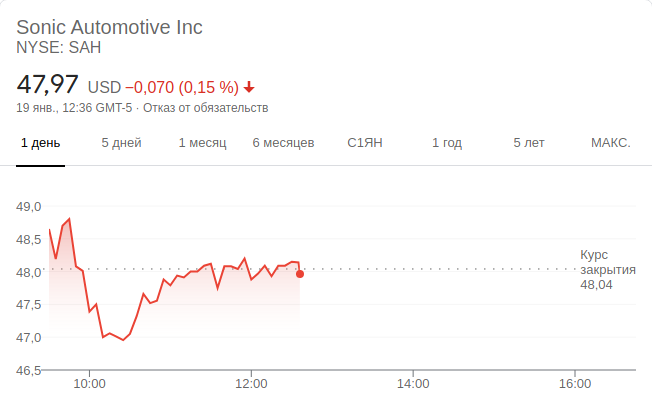 Sonic Automotive Inc
NYSE: SAH
47,97 USD −0,070 (0,15 %)
19 янв., 12:36 GMT-5 · Отказ от обязательств
1 день 5 дней 1 месяц 6 месяцев С1ЯН 1 год 5 лет МАКС.
49,0
48,5
Курс
48,0 закрытия
48,04
47,5
47,0
46,5
10:00 12:00 14:00 16:00